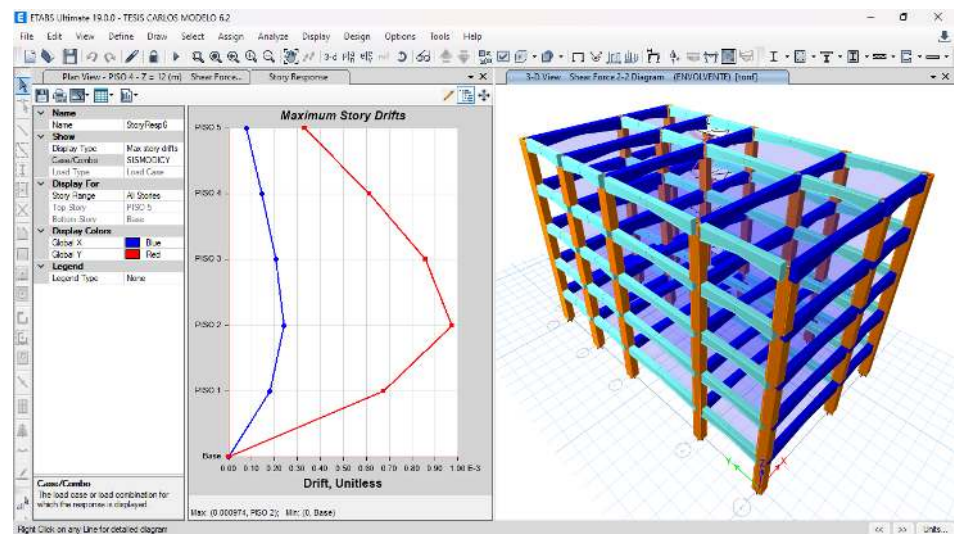 ETABS Ultimate 19.0.0 - TESIS CARLOS MODELO 6.2
File Edit View Define Draw Select Assign Analyze Display Design Options Tools Help
Plan View - PISO 4 - Z = 12 (m) Shear Force...
Story Response
3-D View Shear Force 2-2 Diagram (ENVOLVENTE) [tonf]
Name
Name StoryResp6
Show
Display Type Max story drifts
Case/Combo SISMODICY
Load Type Load Case
Display For
Story Range All Stories
Top Story PISO 5
Bottom Story Base
Display Colors
Global X Blue
Global Y Red
Legend
Legend Type None
Case/Combo
The load case or load combination for
which the response is displayed
Maximum Story Drifts
PISO 5
PISO 4
PISO 3
PISO 2
PISO 1
Base
0.00 0.10 0.20 0.30 0.40 0.50 0.60 0.70 0.80 0.90 1.00 E-3
Drift, Unitless
Max: (0.000974, PISO 2); Min: (0, Base)
Y Z X
Right Click on any Line for detailed diagram
<< >> Units...